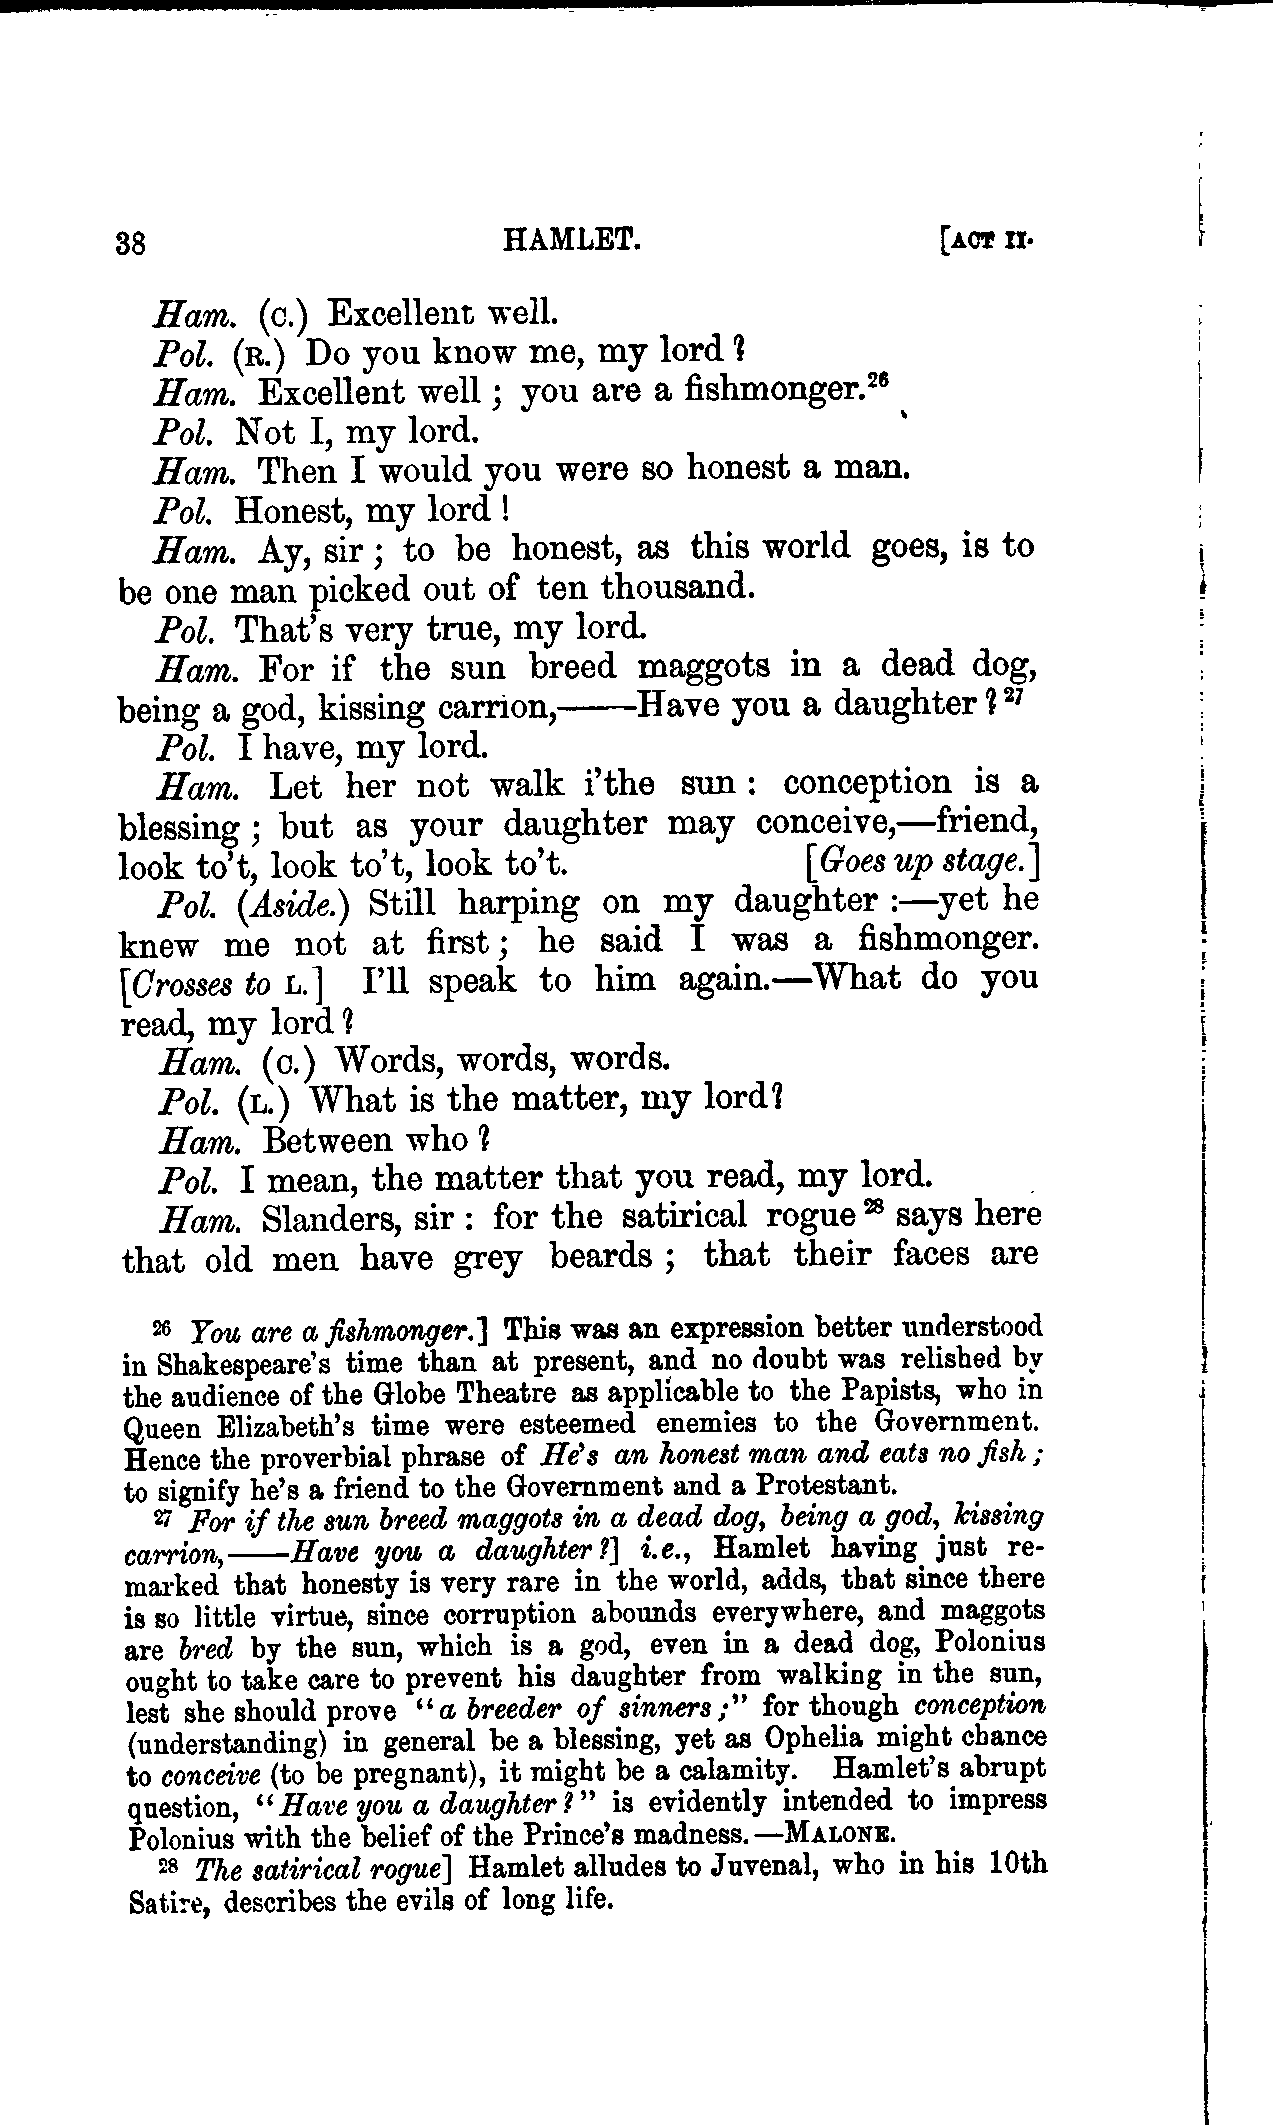 38 HAMLET. [ACT II.
Ham. (C.) Excellent well.
Pol. (R.) Do you know me, my lord?
Ham. Excellent well; you are a fishmonger.26
Pol. Not I, my lord.
Ham. Then I would you were so honest a man.
Pol. Honest, my lord!
Ham. Ay, sir; to be honest, as this world goes, is to
be one man picked out of ten thousand.
Pol. That's very true, my lord.
Ham. For if the sun breed maggots in a dead dog,
being a god, kissing carrion,——Have you a daughter?27
Pol. I have, my lord.
Ham. Let her not walk i'the sun: conception is a
blessing; but as your daughter may conceive,—friend,
look to't, look to't, look to't. [Goes up stage.]
Pol. (Aside.) Still harping on my daughter:—yet he
knew me not at first; he said I was a fishmonger.
[Crosses to L.] I'll speak to him again.—What do you
read, my lord?
Ham. (C.) Words, words, words.
Pol. (L.) What is the matter, my lord?
Ham. Between who?
Pol. I mean, the matter that you read, my lord.
Ham. Slanders, sir: for the satirical rogue28 says here
that old men have grey beards; that their faces are
26 You are a fishmonger.] This was an expression better understood
in Shakespeare's time than at present, and no doubt was relished by
the audience of the Globe Theatre as applicable to the Papists, who in
Queen Elizabeth's time were esteemed enemies to the Government.
Hence the proverbial phrase of He's an honest man and eats no fish;
to signify he's a friend to the Government and a Protestant.
27 For if the sun breed maggots in a dead dog, being a god, kissing
carrion,——Have you a daughter?] i.e., Hamlet having just re-
marked that honesty is very rare in the world, adds, that since there
is so little virtue, since corruption abounds everywhere, and maggots
are bred by the sun, which is a god, even in a dead dog, Polonius
ought to take care to prevent his daughter from walking in the sun,
lest she should prove "a breeder of sinners;" for though conception
(understanding) in general be a blessing, yet as Ophelia might chance
to conceive (to be pregnant), it might be a calamity. Hamlet's abrupt
question, "Have you a daughter?" is evidently intended to impress
Polonius with the belief of the Prince's madness.—MALONE.
28 The satirical rogue] Hamlet alludes to Juvenal, who in his 10th
Satire, describes the evils of long life.